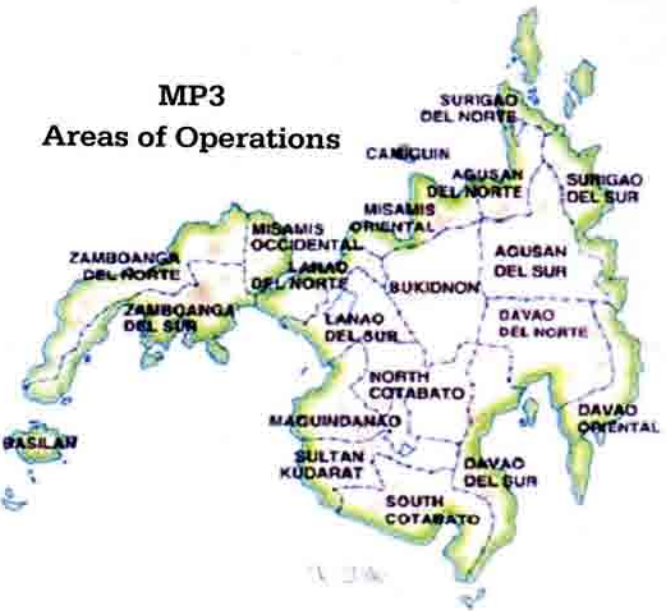 MP3
Areas of Operations
SURIGAO
DEL NORTE
CAMIGUIN
AGUSAN
DEL NORTE
SURIGAO
DEL SUR
MISAMIS
ORIENTAL
MISAMIS
OCCIDENTAL
ZAMBOANGA
DEL NORTE
LANAO
DEL NORTE
BUKIDNON
AGUSAN
DEL SUR
ZAMBOANGA
DEL SUR
LANAO
DEL SUR
DAVAO
DEL NORTE
NORTH
COTABATO
MAGUINDANAO
DAVAO
ORIENTAL
BASILAN
SULTAN
KUDARAT
DAVAO
DEL SUR
SOUTH
COTABATO